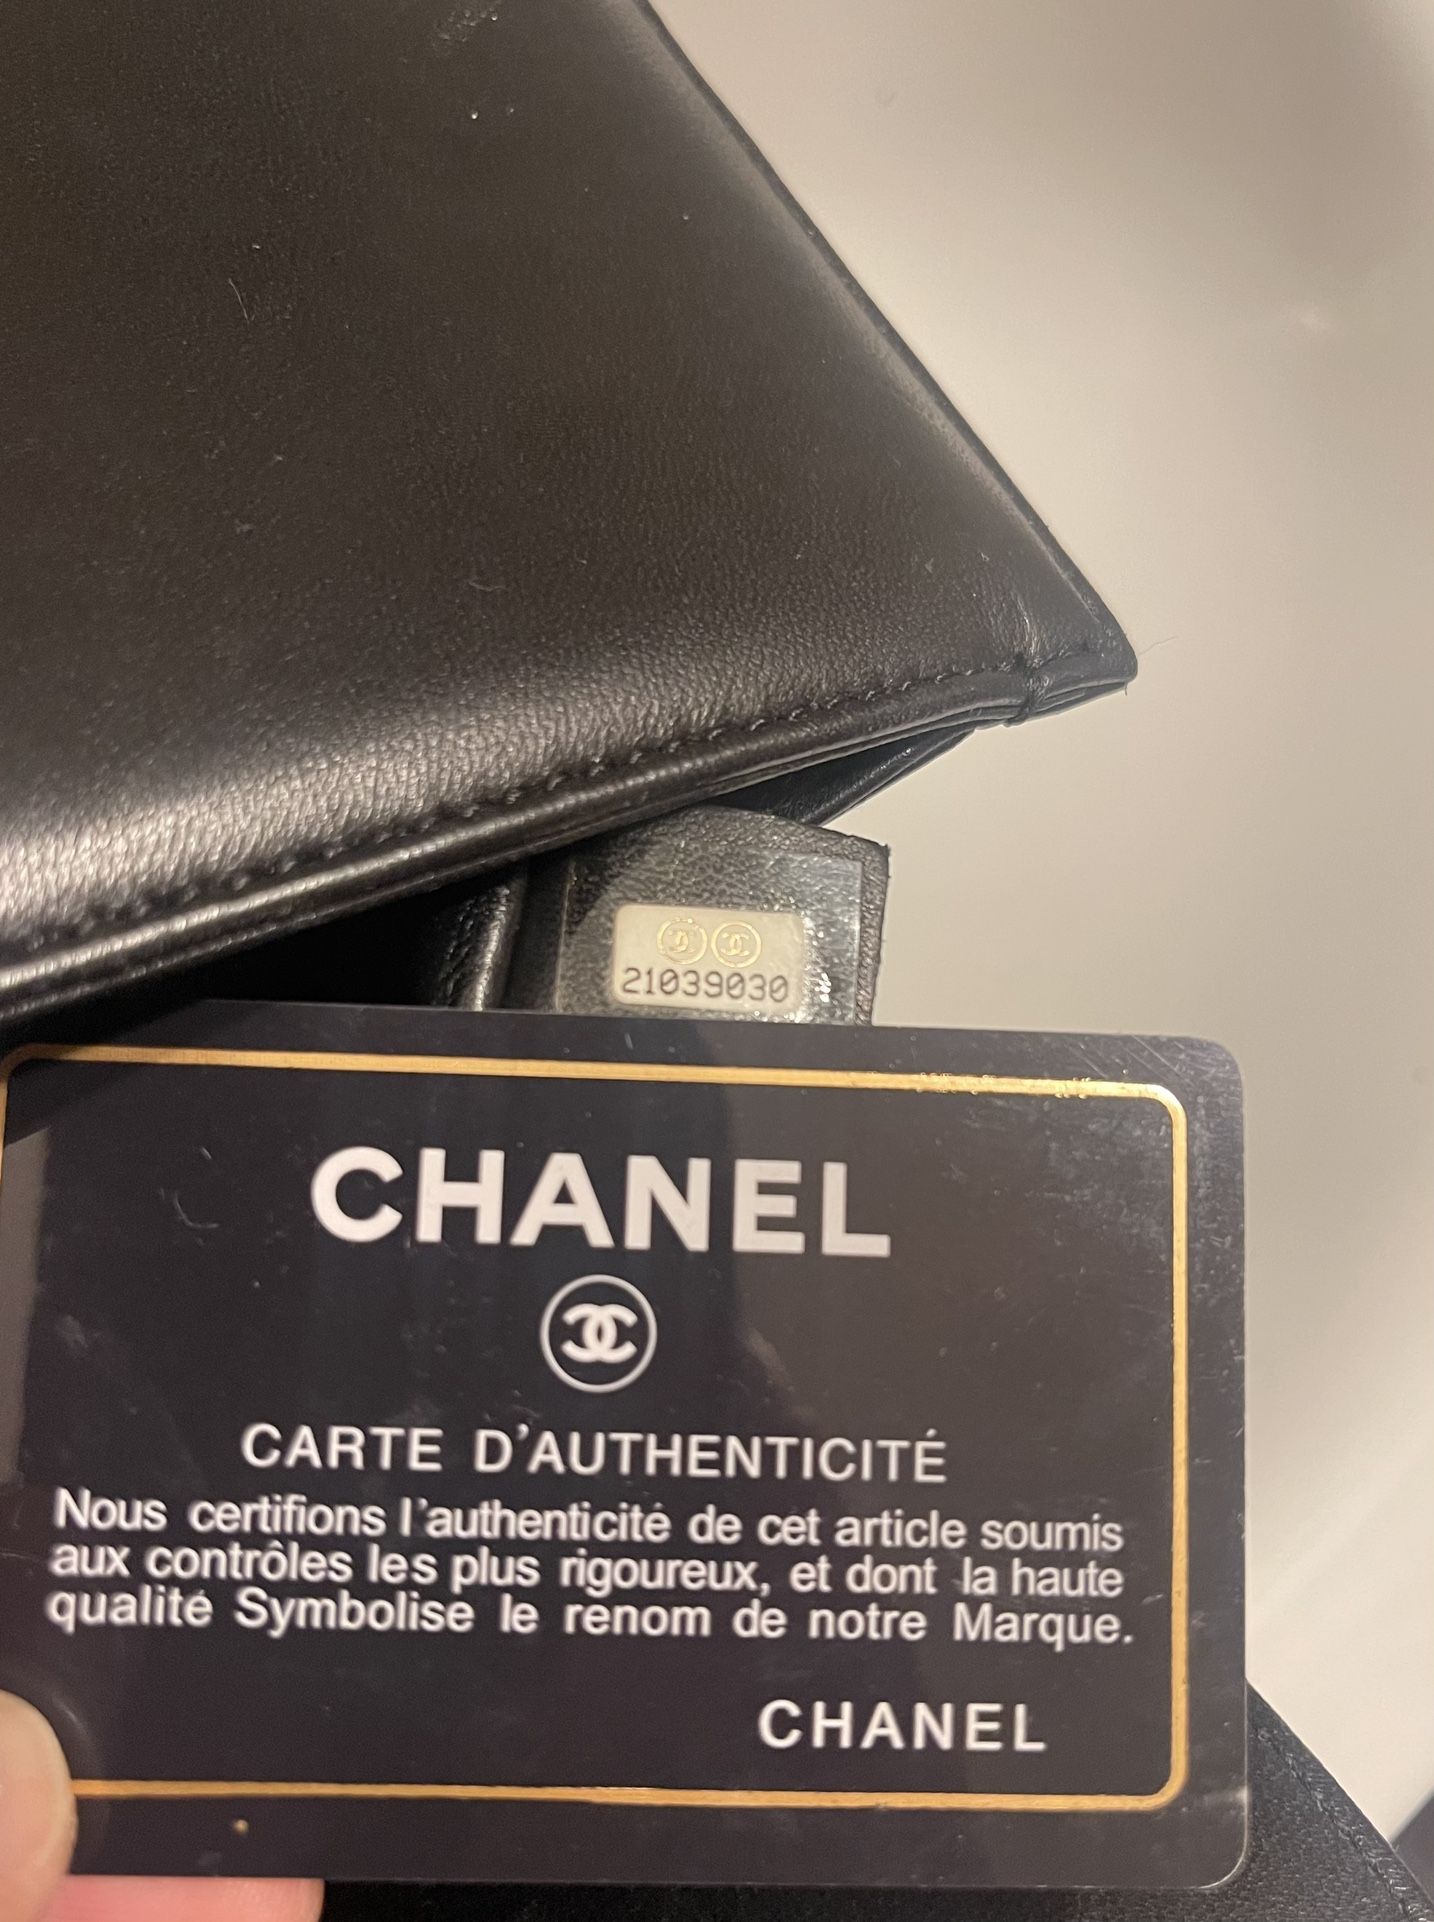 21039030
CHANEL
CARTE D'AUTHENTICITÉ
Nous certifions l'authenticité de cet article soumis
aux contrôles les plus rigoureux, et dont la haute
qualité Symbolise le renom de notre Marque.
CHANEL